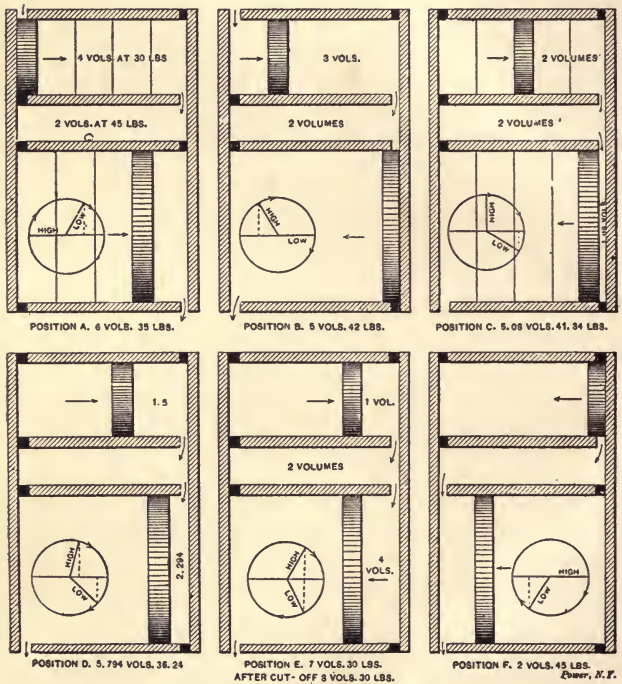 4 VOLS. AT 30 LBS
2 VOLS. AT 45 LBS.
HIGH
LOW
POSITION A. 6 VOLS. 35 LBS.
3 VOLS.
2 VOLUMES
HIGH
LOW
POSITION B. 5 VOLS. 42 LBS.
2 VOLUMES
2 VOLUMES
HIGH
LOW
POSITION C. 5.08 VOLS. 41.34 LBS.
1.5
2.294
HIGH
LOW
POSITION D. 5.794 VOLS. 36.24
1 VOL.
2 VOLUMES
4
VOLS.
HIGH
LOW
POSITION E. 7 VOLS. 30 LBS.
AFTER CUT-OFF 3 VOLS. 30 LBS.
HIGH
LOW
POSITION F. 2 VOLS. 45 LBS.
Power, N.Y.